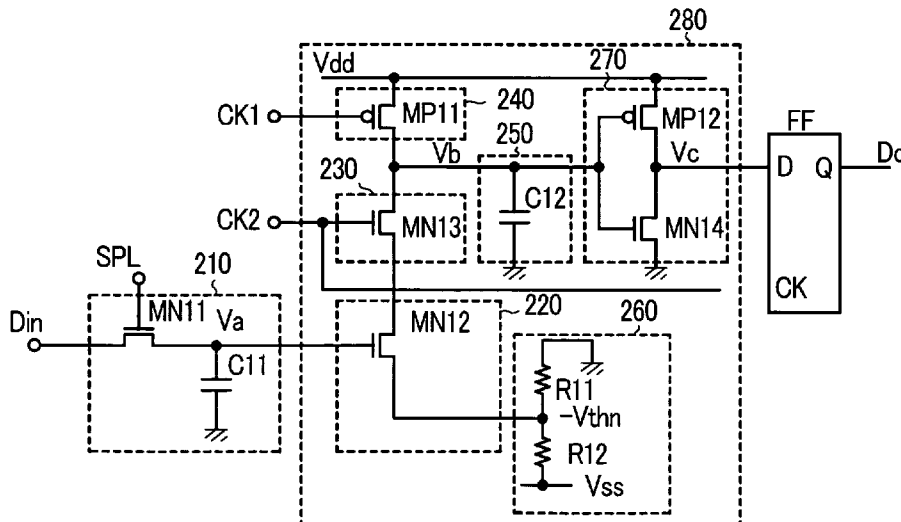 280
Vdd
270
CK1
MP11
240
MP12
FF
250
Vb
Vc
D
Q
230
C12
CK2
MN13
MN14
SPL
210
CK
220
MN11
Va
MN12
260
Din
C11
R11
-Vthn
R12
Vss